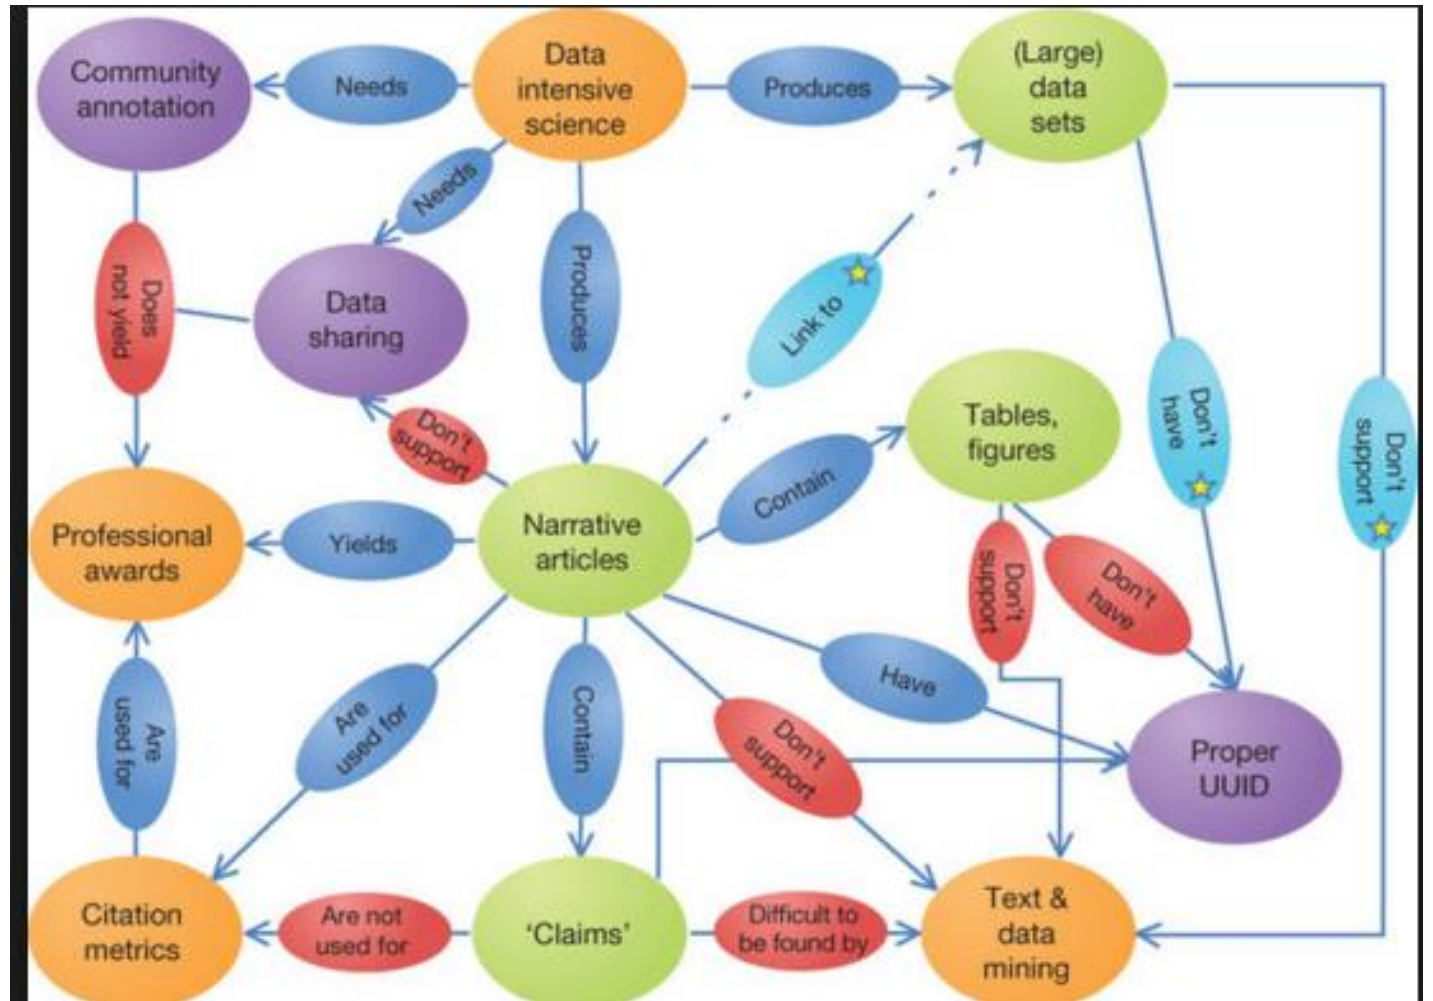 Community
annotation
Needs
Data
intensive
science
Produces
(Large)
data
sets
Needs
Does
not yield
Data
sharing
Produces
Link to
Don't
support
Contain
Tables,
figures
Don't
have
Don't
support
Professional
awards
Yields
Narrative
articles
Don't
support
Don't
have
Are
used for
Are
used for
Contain
Don't
support
Have
Proper
UUID
Citation
metrics
Are not
used for
‘Claims’
Difficult to
be found by
Text &
data
mining